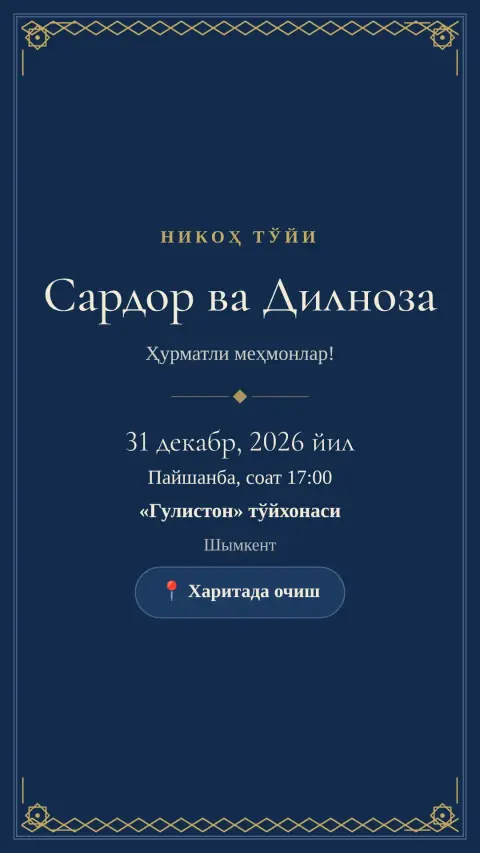 НИКОҲ ТЎЙИ
Сардор ва Дилноза
Ҳурматли меҳмонлар!
31 декабр, 2026 йил
Пайшанба, соат 17:00
«Гулистон» тўйхонаси
Шымкент
📍 Харитада очиш